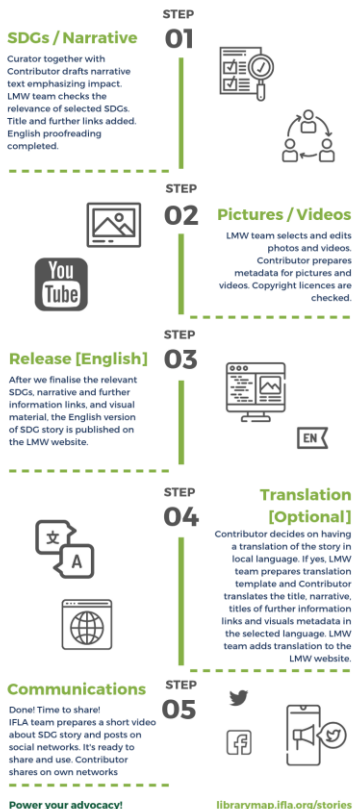 STEP
01
SDGs / Narrative
Curator together with
Contributor drafts narrative
text emphasizing impact.
LMW team checks the
relevance of selected SDGs.
Title and further links added.
English proofreading
completed.
STEP
02
Pictures / Videos
LMW team selects and edits
photos and videos.
Contributor prepares
metadata for pictures and
videos. Copyright licences are
checked.
You
Tube
STEP
03
Release [English]
After we finalise the relevant
SDGs, narrative and further
information links, and visual
material, the English version
of SDG story is published on
the LMW website.
EN
STEP
04
Translation
[Optional]
Contributor decides on having
a translation of the story in
local language. If yes, LMW
team prepares translation
template and Contributor
translates the title, narrative,
titles of further information
links and visuals metadata in
the selected language. LMW
team adds translation to the
LMW website.
文
A
STEP
05
Communications
Done! Time to share!
IFLA team prepares a short video
about SDG story and posts on
social networks. It's ready to
share and use. Contributor
shares on own networks
Power your advocacy!
librarymap.ifla.org/stories